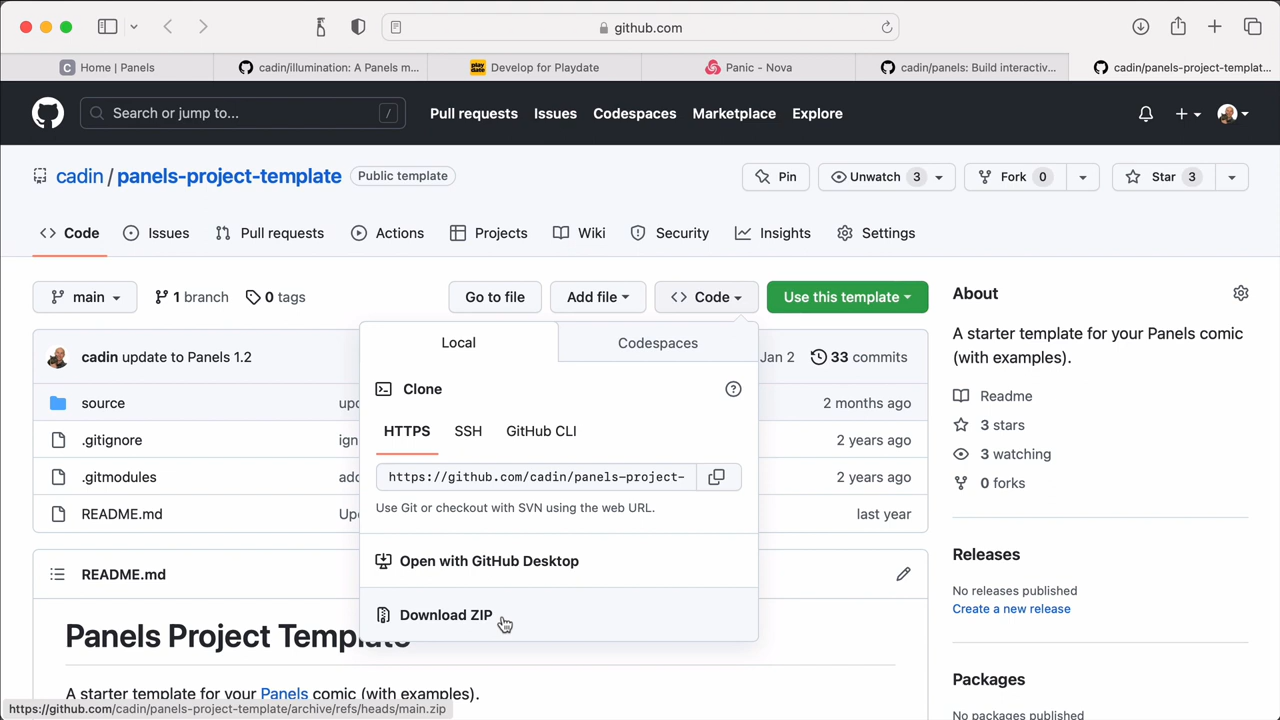 github.com
Home | Panels
cadin/illumination: A Panels m...
Develop for Playdate
Panic - Nova
cadin/panels: Build interactiv...
cadin/panels-project-templat...
Search or jump to...
/
Pull requests
Issues
Codespaces
Marketplace
Explore
cadin / panels-project-template
Public template
Pin
Unwatch 3
Fork 0
Star 3
Code
Issues
Pull requests
Actions
Projects
Wiki
Security
Insights
Settings
main
1 branch
0 tags
Go to file
Add file
Code
Use this template
cadin update to Panels 1.2
Jan 2
33 commits
source
upd
2 months ago
.gitignore
ign
2 years ago
.gitmodules
add
2 years ago
README.md
Up
last year
Local
Codespaces
Clone
HTTPS
SSH
GitHub CLI
https://github.com/cadin/panels-project-
Use Git or checkout with SVN using the web URL.
Open with GitHub Desktop
Download ZIP
README.md
Panels Project Template
A starter template for your Panels comic (with examples).
https://github.com/cadin/panels-project-template/archive/refs/heads/main.zip
About
A starter template for your Panels comic
(with examples).
Readme
3 stars
3 watching
0 forks
Releases
No releases published
Create a new release
Packages
No packages published